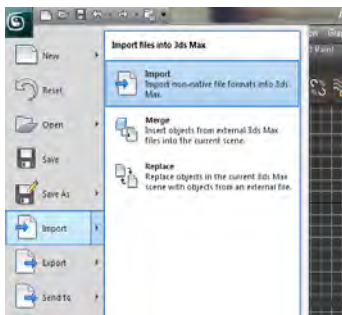 New
Reset
Open
Save
Save As
Import
Export
Send to
Import files into 3ds Max
Import
Import non-native file formats into 3ds
Max.
Merge
Insert objects from external 3ds Max
files into the current scene.
Replace
Replace objects in the current 3ds Max
scene with objects from an external file.